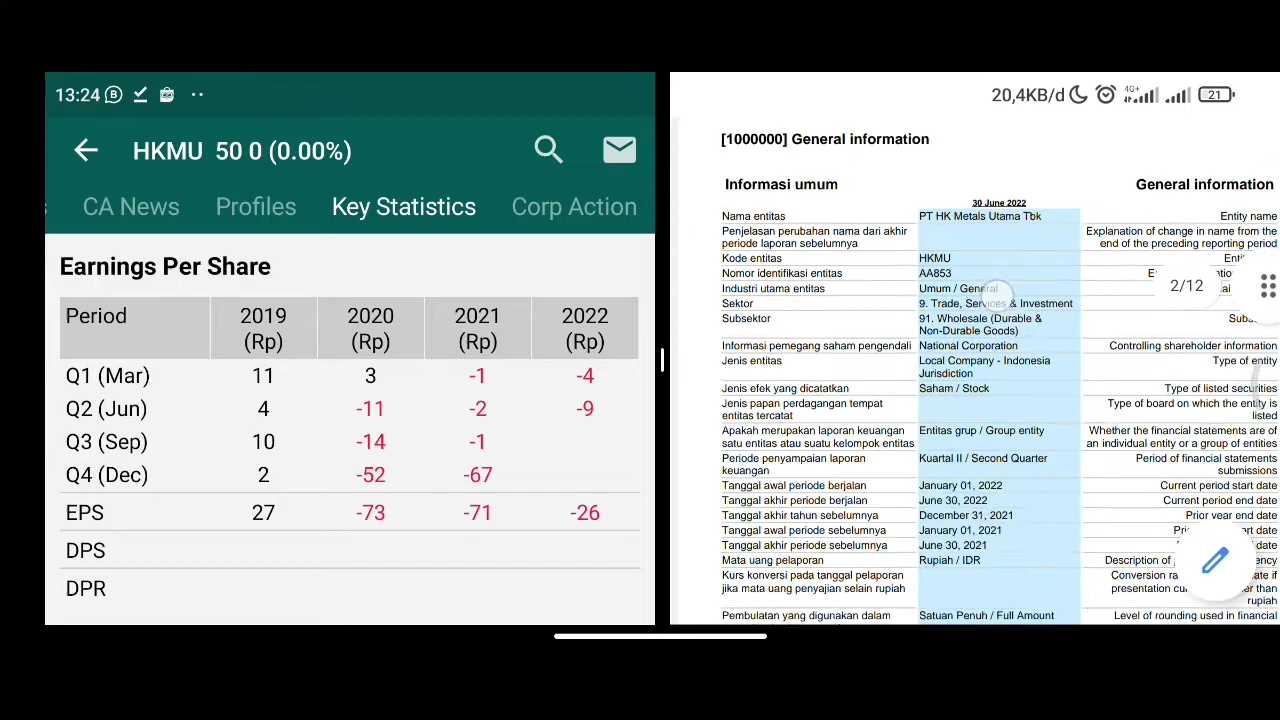 13:24
HKMU 50 0 (0.00%)
CA News Profiles Key Statistics Corp Action
Earnings Per Share
Period 2019 (Rp) 2020 (Rp) 2021 (Rp) 2022 (Rp)
Q1 (Mar) 11 3 -1 -4
Q2 (Jun) 4 -11 -2 -9
Q3 (Sep) 10 -14 -1
Q4 (Dec) 2 -52 -67
EPS 27 -73 -71 -26
DPS
DPR
20,4KB/d 4G+ 21
[1000000] General information
Informasi umum General information
30 June 2022
Nama entitas PT HK Metals Utama Tbk Entity name
Penjelasan perubahan nama dari akhir Explanation of change in name from the
periode laporan sebelumnya end of the preceding reporting period
Kode entitas HKMU
Nomor identifikasi entitas AA853
2/12
Industri utama entitas Umum / General
Sektor 9. Trade, Services & Investment
Subsektor 91. Wholesale (Durable &
Non-Durable Goods)
Informasi pemegang saham pengendali National Corporation Controlling shareholder information
Jenis entitas Local Company - Indonesia Type of entity
Jurisdiction
Jenis efek yang dicatatkan Saham / Stock Type of listed securities
Jenis papan perdagangan tempat Type of board on which the entity is
entitas tercatat listed
Apakah merupakan laporan keuangan Entitas grup / Group entity Whether the financial statements are of
satu entitas atau suatu kelompok entitas an individual entity or a group of entities
Periode penyampaian laporan Kuartal II / Second Quarter Period of financial statements
keuangan submissions
Tanggal awal periode berjalan January 01, 2022 Current period start date
Tanggal akhir periode berjalan June 30, 2022 Current period end date
Tanggal akhir tahun sebelumnya December 31, 2021 Prior year end date
Tanggal awal periode sebelumnya January 01, 2021
Tanggal akhir periode sebelumnya June 30, 2021 date
Mata uang pelaporan Rupiah / IDR Description of
Kurs konversi pada tanggal pelaporan Conversion
jika mata uang penyajian selain rupiah presentation than
rupiah
Pembulatan yang digunakan dalam Satuan Penuh / Full Amount Level of rounding used in financial